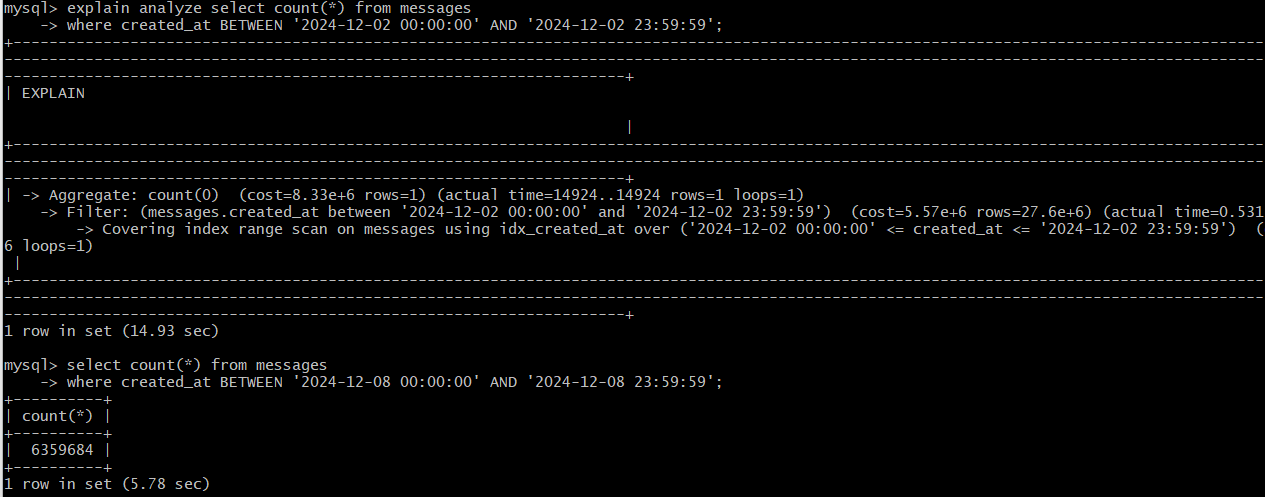 mysql> explain analyze select count(*) from messages
    -> where created_at BETWEEN '2024-12-02 00:00:00' AND '2024-12-02 23:59:59';
| EXPLAIN
|
| -> Aggregate: count(0)  (cost=8.33e+6 rows=1) (actual time=14924..14924 rows=1 loops=1)
    -> Filter: (messages.created_at between '2024-12-02 00:00:00' and '2024-12-02 23:59:59')  (cost=5.57e+6 rows=27.6e+6) (actual time=0.531
        -> Covering index range scan on messages using idx_created_at over ('2024-12-02 00:00:00' <= created_at <= '2024-12-02 23:59:59')  (
6 loops=1)
 |
1 row in set (14.93 sec)
mysql> select count(*) from messages
    -> where created_at BETWEEN '2024-12-08 00:00:00' AND '2024-12-08 23:59:59';
+----------+
| count(*) |
+----------+
|  6359684 |
+----------+
1 row in set (5.78 sec)